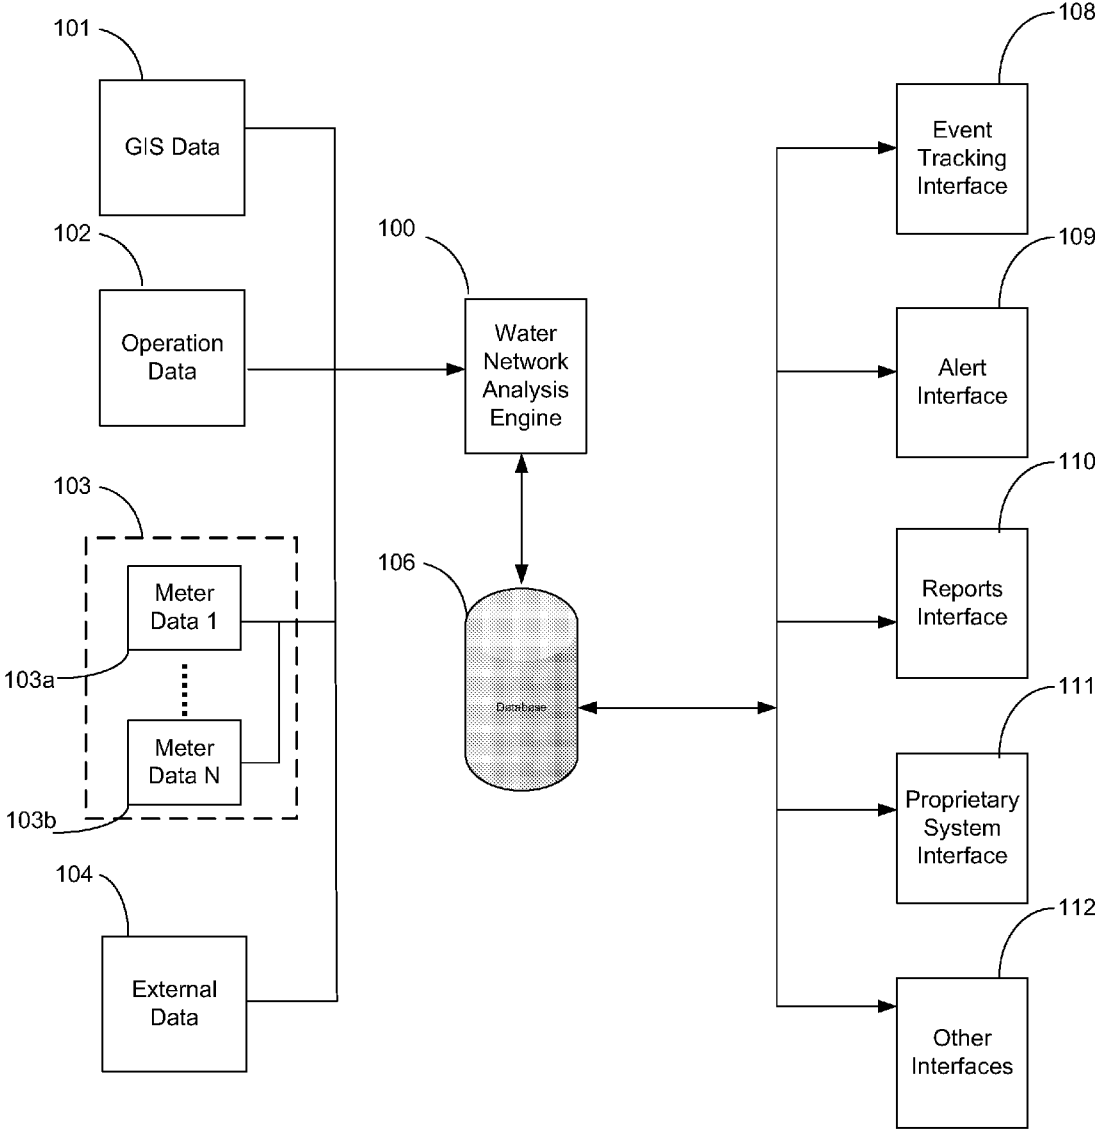 101
GIS Data
102
Operation
Data
103
Meter
Data 1
103a
Meter
Data N
103b
104
External
Data
100
Water
Network
Analysis
Engine
106
Database
108
Event
Tracking
Interface
109
Alert
Interface
110
Reports
Interface
111
Proprietary
System
Interface
112
Other
Interfaces